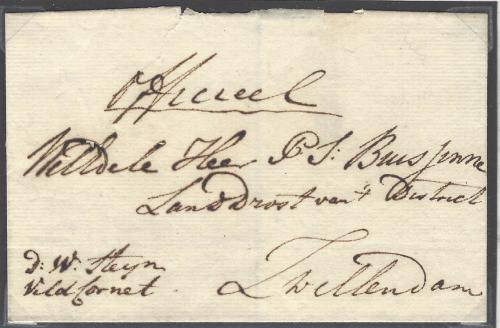 Officieel
Weledele Heer P. S: Buissinne
Landdrost van't District
Zwellendam
D: W: Steyn
Veld Cornet.